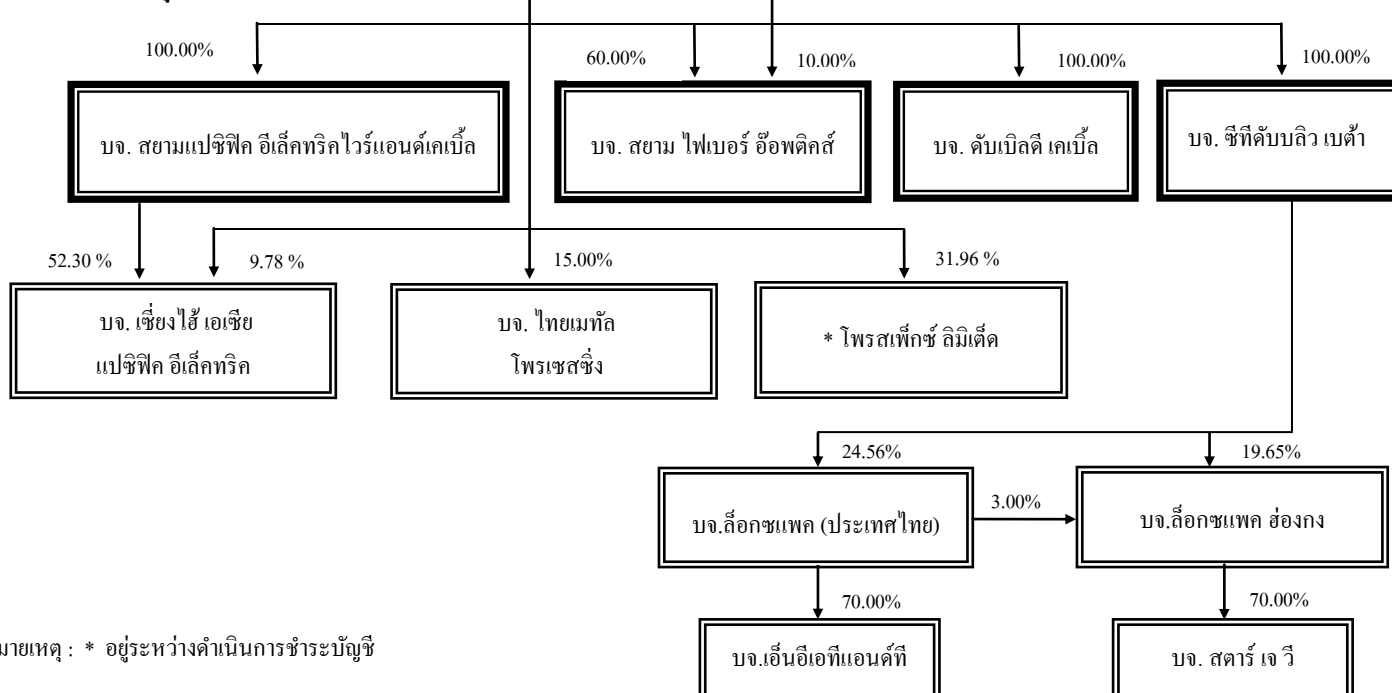 100.00%
60.00%
10.00%
100.00%
100.00%
บจ. สยามแปซิฟิค อีเล็คทริคไวร์แอนด์เคเบิ้ล
บจ. สยาม ไฟเบอร์ อ๊อพติคส์
บจ. ดับเบิลดี เคเบิ้ล
บจ. ซีทีดับบลิว เบต้า
52.30 %
9.78 %
15.00%
31.96 %
บจ. เซี่ยงไฮ้ เอเซีย
แปซิฟิค อีเล็คทริค
บจ. ไทยเมทัล
โพรเซสซิ่ง
* โพรสเพ็กซ์ ลิมิเต็ด
24.56%
19.65%
บจ.ล็อกซแพค (ประเทศไทย)
3.00%
บจ.ล็อกซแพค ฮ่องกง
70.00%
70.00%
บจ.เอ็นอีเอทีแอนด์ที
บจ. สตาร์ เจ วี
มายเหตุ : * อยู่ระหว่างดำเนินการชำระบัญชี